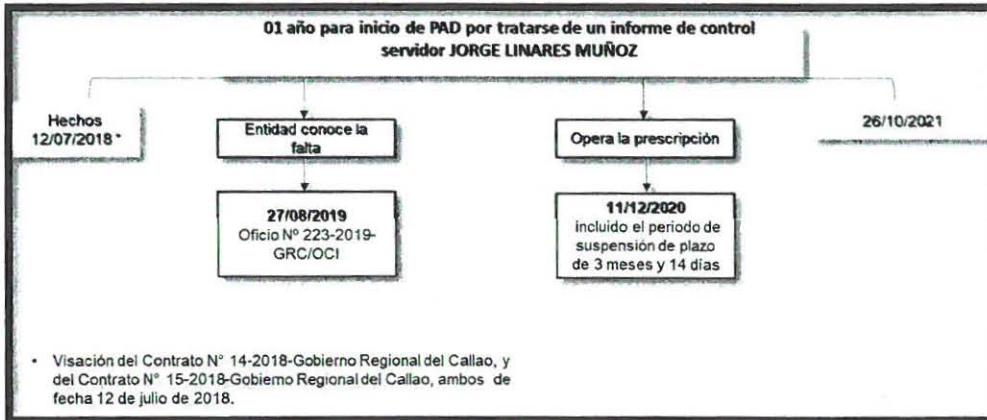 01 año para inicio de PAD por tratarse de un informe de control
servidor JORGE LINARES MUÑOZ
Hechos
12/07/2018*
Entidad conoce la
falta
27/08/2019
Oficio Nº 223-2019-
GRC/OCI
Opera la prescripción
11/12/2020
incluido el periodo de
suspensión de plazo
de 3 meses y 14 días
26/10/2021
• Visación del Contrato N° 14-2018-Gobierno Regional del Callao, y
del Contrato N° 15-2018-Gobierno Regional del Callao, ambos de
fecha 12 de julio de 2018.